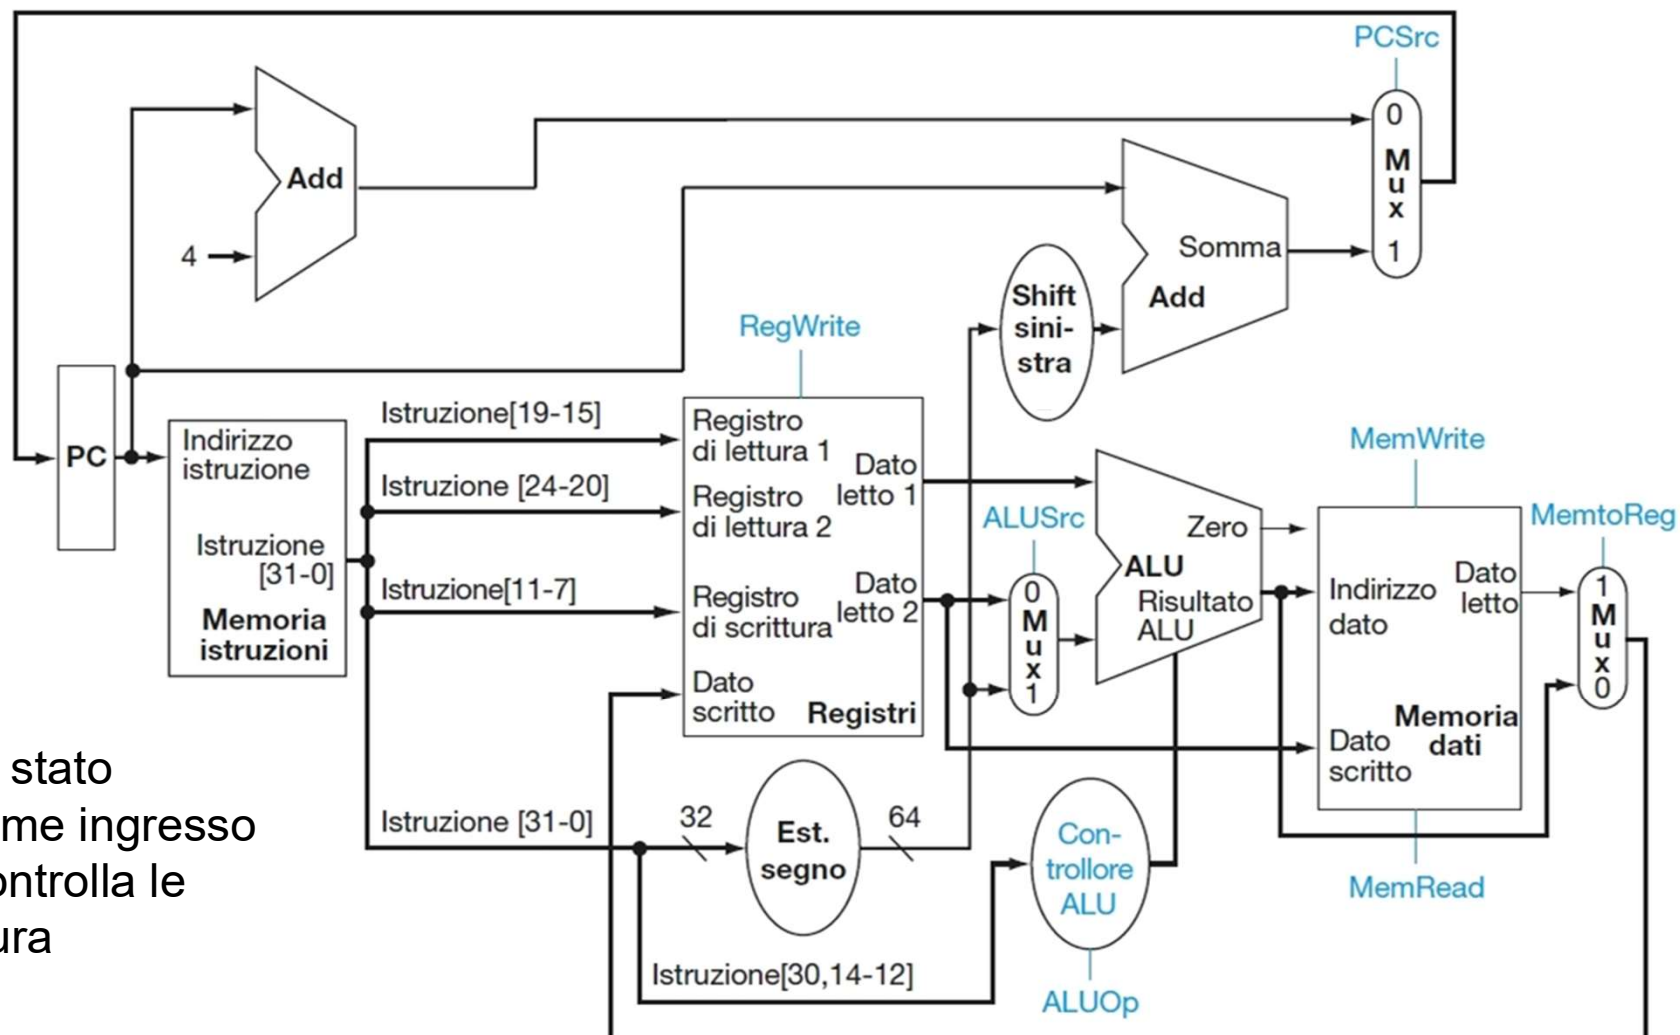 PCSrc
0
M
u
x
1
Add
4
Somma
Add
Shift
sini-
stra
RegWrite
PC
Indirizzo
istruzione
Istruzione
[31-0]
Memoria
istruzioni
Istruzione[19-15]
Istruzione [24-20]
Istruzione[11-7]
Istruzione [31-0]
Registro
di lettura 1
Registro
di lettura 2
Registro
di scrittura
Dato
scritto
Registri
Dato
letto 1
Dato
letto 2
ALUSrc
0
M
u
x
1
Zero
ALU
Risultato
ALU
MemWrite
Indirizzo
dato
Dato
letto
Dato
scritto
Memoria
dati
MemRead
MemtoReg
1
M
u
x
0
32
Est.
segno
64
Con-
trollore
ALU
ALUOp
Istruzione[30,14-12]
stato
me ingresso
ontrolla le
ura